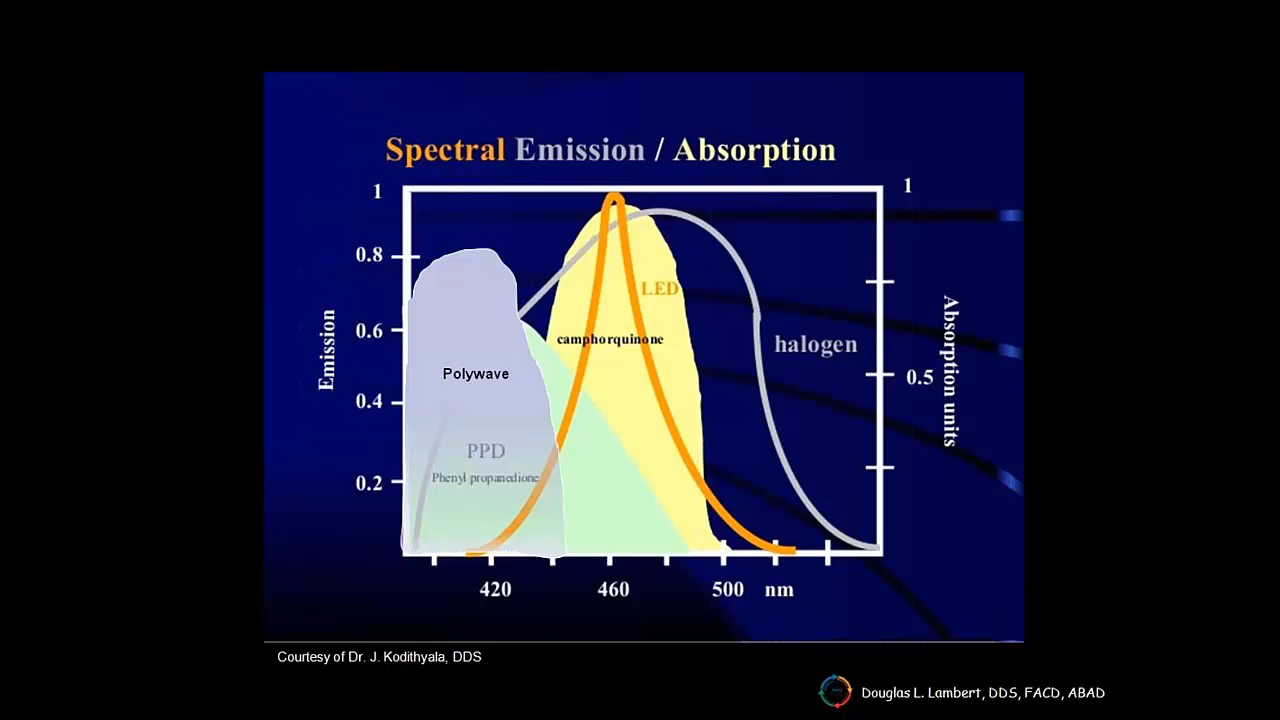 Spectral Emission / Absorption
1
1
0.8
LED
0.6
camphorquinone
halogen
Emission
Absorption units
Polywave
0.5
0.4
PPD
Phenyl propanedione
0.2
420
460
500
nm
Courtesy of Dr. J. Kodithyala, DDS
Douglas L. Lambert, DDS, FACD, ABAD